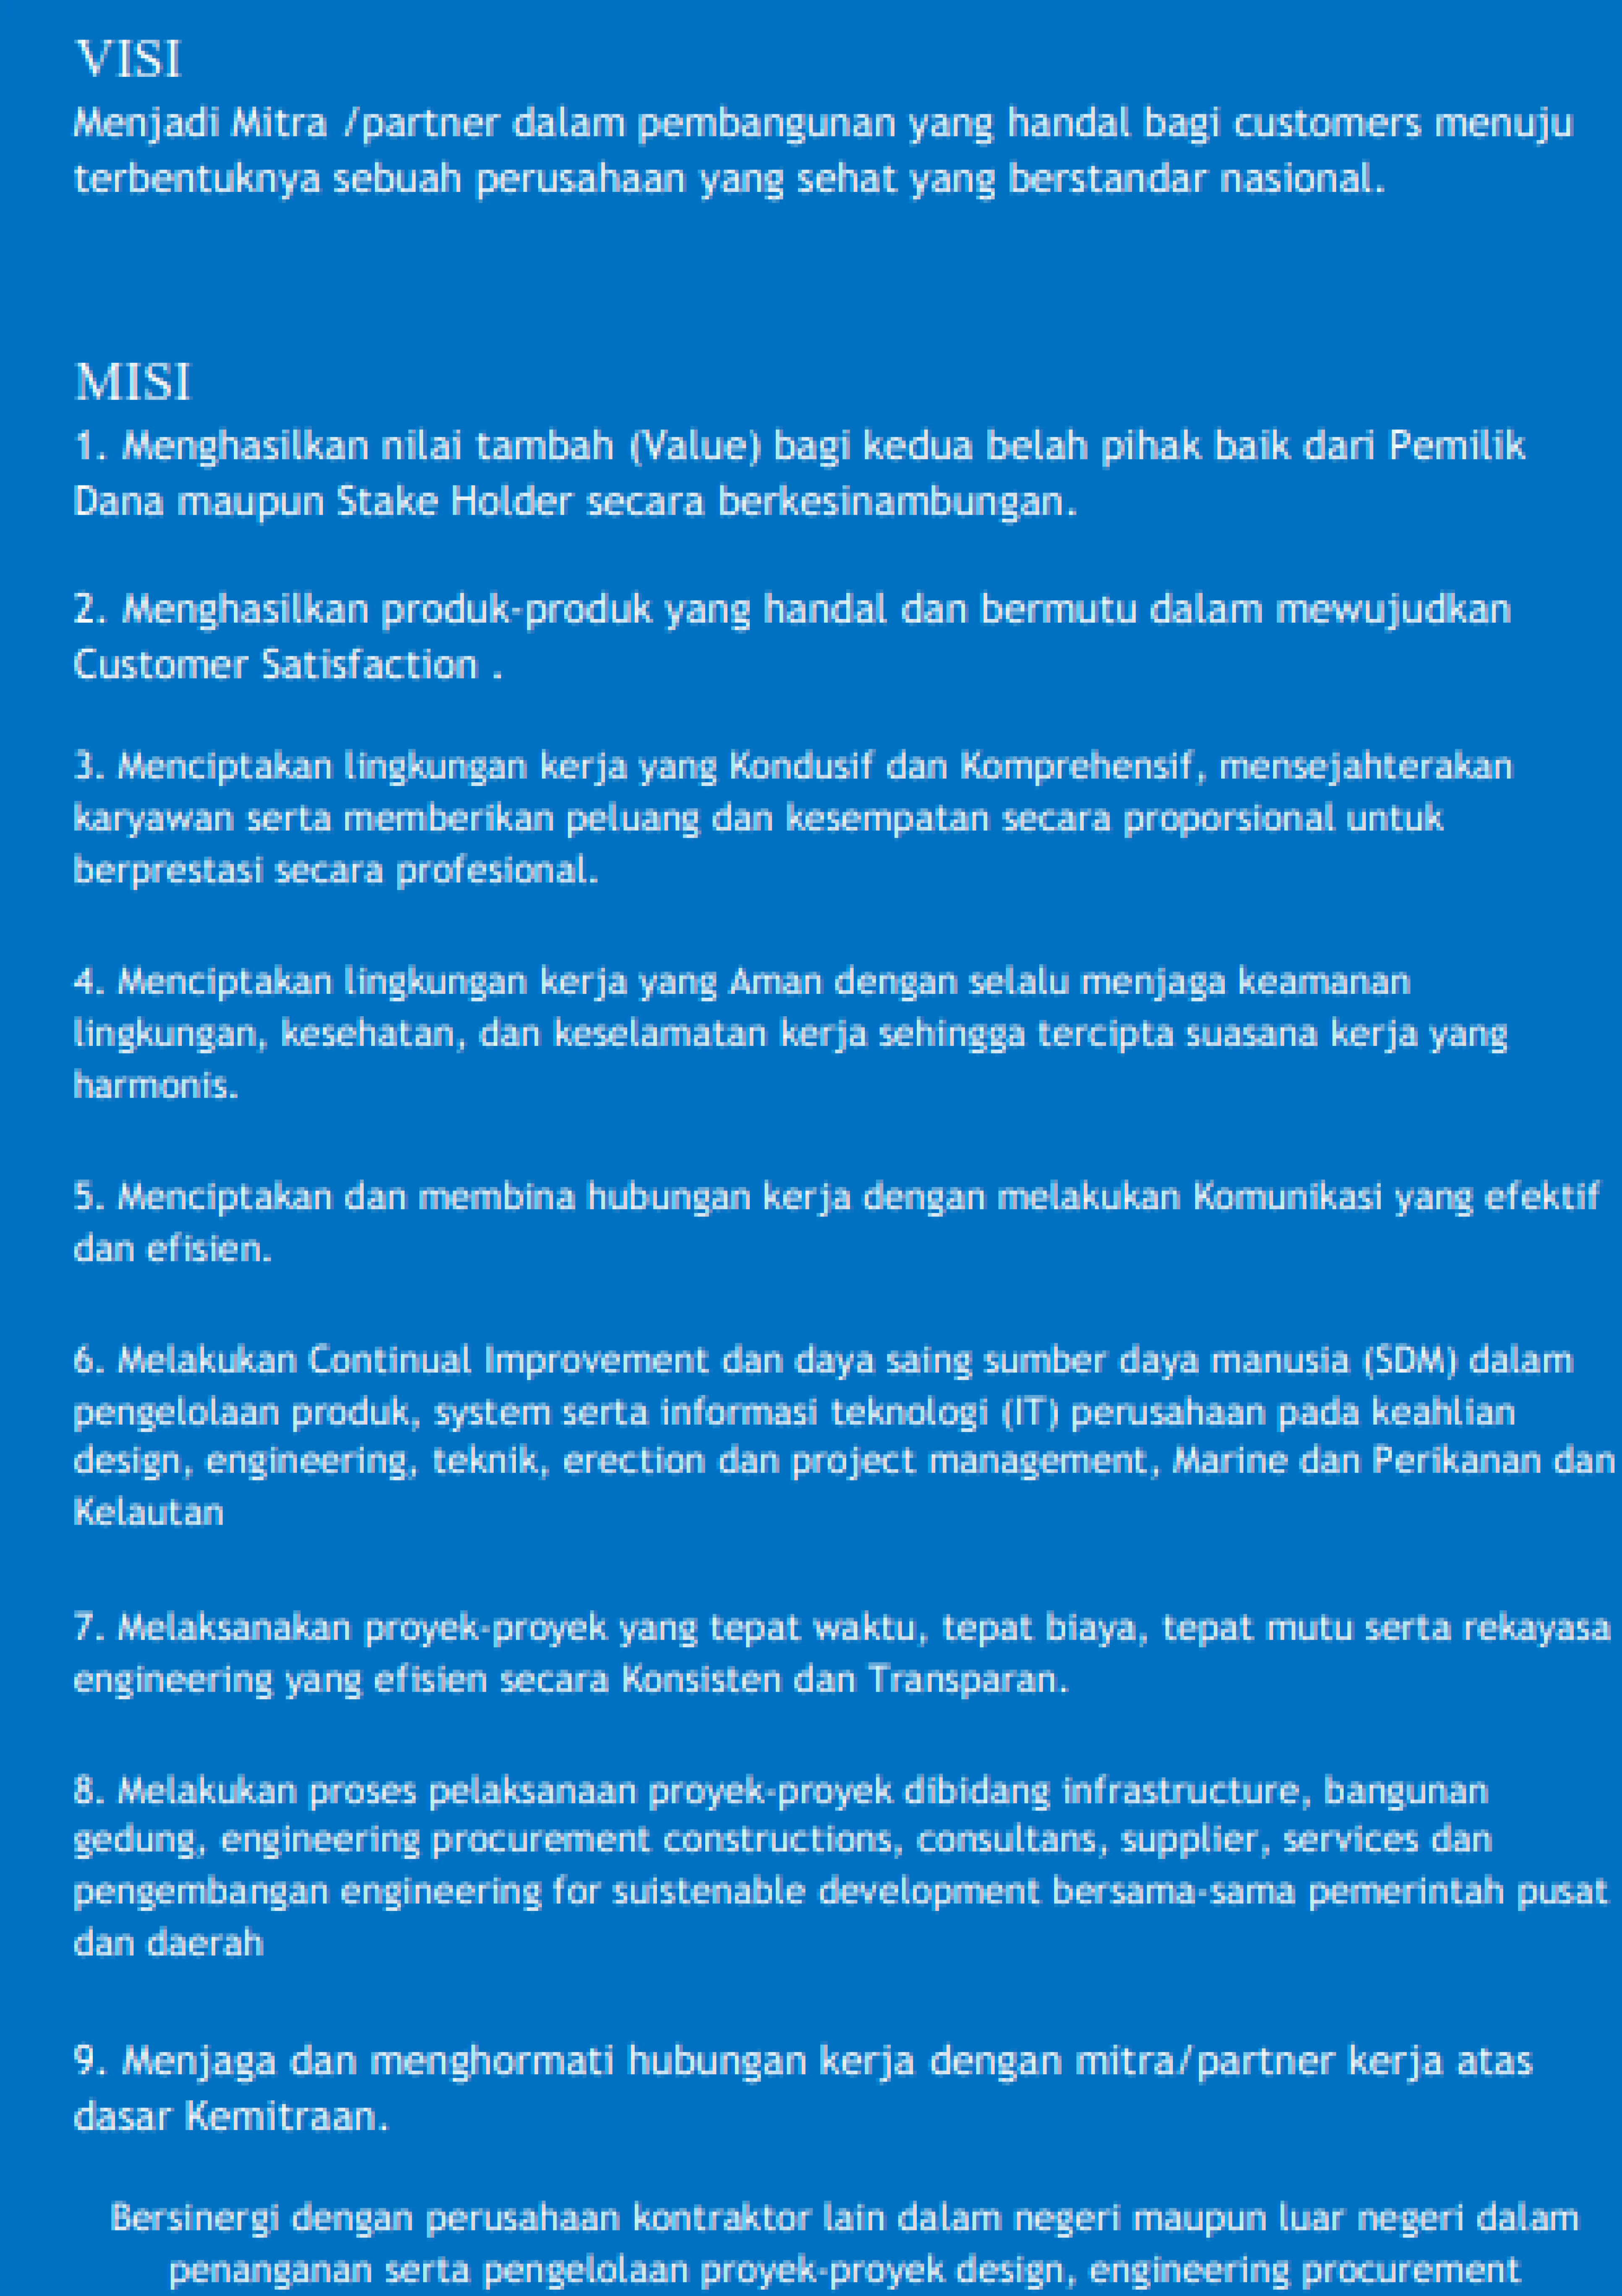 VISI
Menjadi Mitra /partner dalam pembangunan yang handal bagi customers menuju
terbentuknya sebuah perusahaan yang sehat yang berstandar nasional.
MISI
1. Menghasilkan nilai tambah (Value) bagi kedua belah pihak baik dari Pemilik
Dana maupun Stake Holder secara berkesinambungan.
2. Menghasilkan produk-produk yang handal dan bermutu dalam mewujudkan
Customer Satisfaction .
3. Menciptakan lingkungan kerja yang Kondusif dan Komprehensif, mensejahterakan
karyawan serta memberikan peluang dan kesempatan secara proporsional untuk
berprestasi secara profesional.
4. Menciptakan lingkungan kerja yang Aman dengan selalu menjaga keamanan
lingkungan, kesehatan, dan keselamatan kerja sehingga tercipta suasana kerja yang
harmonis.
5. Menciptakan dan membina hubungan kerja dengan melakukan Komunikasi yang efektif
dan efisien.
6. Melakukan Continual Improvement dan daya saing sumber daya manusia (SDM) dalam
pengelolaan produk, system serta informasi teknologi (IT) perusahaan pada keahlian
design, engineering, teknik, erection dan project management, Marine dan Perikanan dan
Kelautan
7. Melaksanakan proyek-proyek yang tepat waktu, tepat biaya, tepat mutu serta rekayasa
engineering yang efisien secara Konsisten dan Transparan.
8. Melakukan proses pelaksanaan proyek-proyek dibidang infrastructure, bangunan
gedung, engineering procurement constructions, consultans, supplier, services dan
pengembangan engineering for suistenable development bersama-sama pemerintah pusat
dan daerah
9. Menjaga dan menghormati hubungan kerja dengan mitra/partner kerja atas
dasar Kemitraan.
Bersinergi dengan perusahaan kontraktor lain dalam negeri maupun luar negeri dalam
penanganan serta pengelolaan proyek-proyek design, engineering procurement